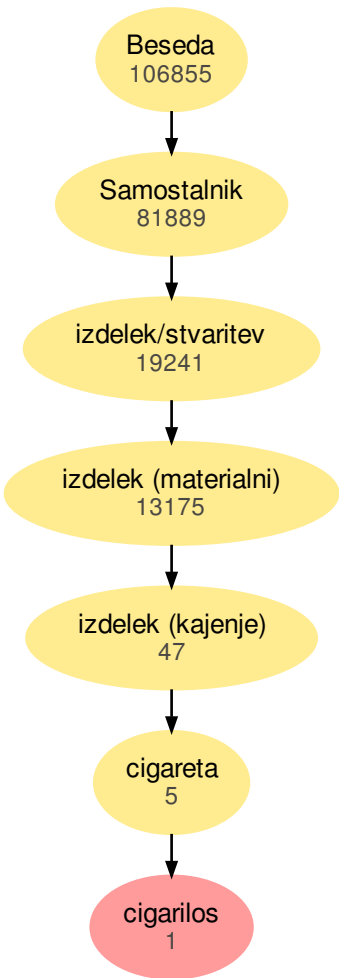 Beseda
106855
Samostalnik
81889
izdelek/stvaritev
19241
izdelek (materialni)
13175
izdelek (kajenje)
47
cigareta
5
cigarilos
1